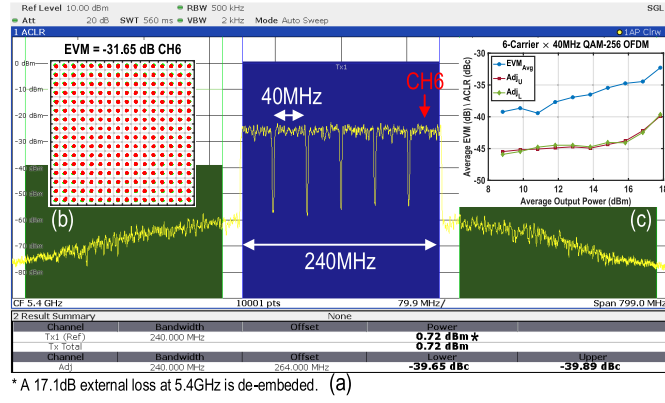 Ref Level 10.00 dBm RBW 500 kHz SGL
Att 20 dB SWT 560 ms VBW 2 kHz Mode Auto Sweep
1 ACLR 1AP Clrw
EVM = -31.65 dB CH6
Tx1
0 dBm
-10 dBm
-20 dBm
-30 dBm
-40 dBm
-50 dBm
-60 dBm
-70 dBm
-80 dBm
(b)
40MHz
CH6
240MHz
6-Carrier × 40MHz QAM-256 OFDM
EVM Avg
Adj U
Adj L
Average EVM (dB) \ ACLR (dBc)
-30
-35
-40
-45
-50
8 10 12 14 16 18
Average Output Power (dBm)
(c)
CF 5.4 GHz 10001 pts 79.9 MHz/ Span 799.0 MHz
2 Result Summary None
Channel Bandwidth Offset Power
Tx1 (Ref) 240.000 MHz 0.72 dBm *
Tx Total 0.72 dBm
Channel Bandwidth Offset Lower Upper
Adj 240.000 MHz 264.000 MHz -39.65 dBc -39.89 dBc
* A 17.1dB external loss at 5.4GHz is de-embeded. (a)